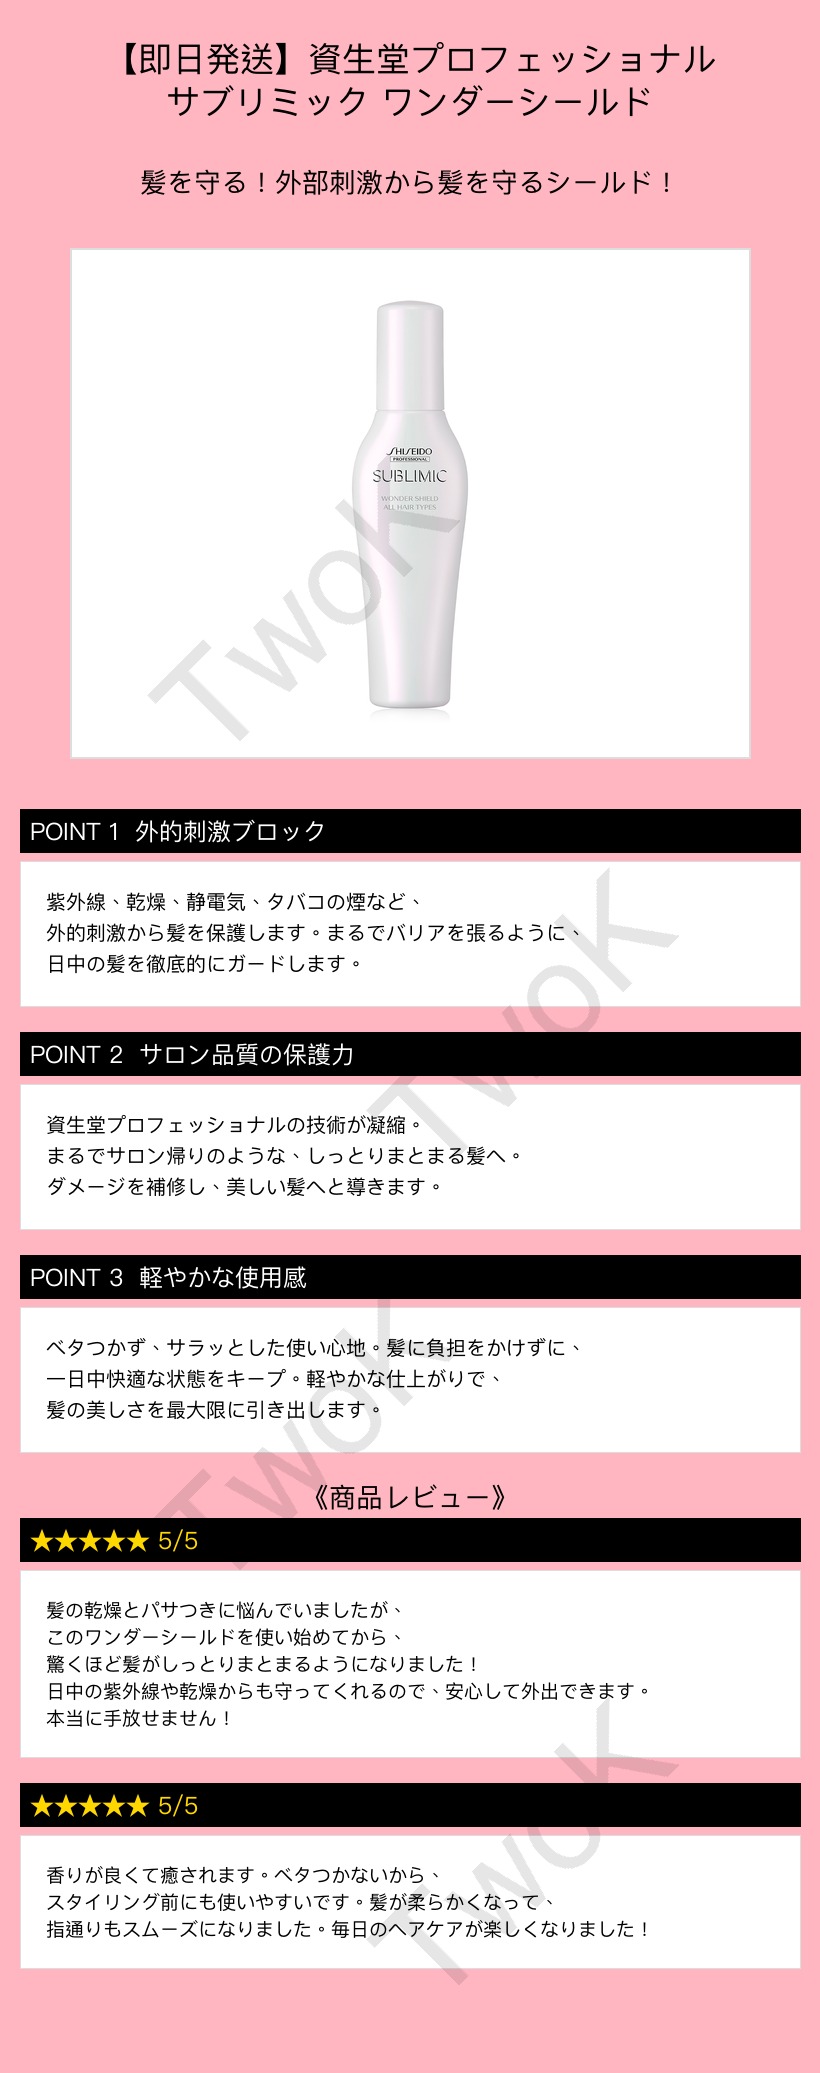 【即日発送】資生堂プロフェッショナル
サブリミック ワンダーシールド
髪を守る！外部刺激から髪を守るシールド！
SHISEIDO
PROFESSIONAL
SUBLIMIC
WONDER SHIELD
ALL HAIR TYPES
TwoK
POINT 1 外的刺激ブロック
紫外線、乾燥、静電気、タバコの煙など、
外的刺激から髪を保護します。まるでバリアを張るように、
日中の髪を徹底的にガードします。
TwoK
POINT 2 サロン品質の保護力
資生堂プロフェッショナルの技術が凝縮。
まるでサロン帰りのような、しっとりまとまる髪へ。
ダメージを補修し、美しい髪へと導きます。
POINT 3 軽やかな使用感
ベタつかず、サラッとした使い心地。髪に負担をかけずに、
一日中快適な状態をキープ。軽やかな仕上がりで、
髪の美しさを最大限に引き出します。
TwoK
《商品レビュー》
★★★★★ 5/5
髪の乾燥とパサつきに悩んでいましたが、
このワンダーシールドを使い始めてから、
驚くほど髪がしっとりまとまるようになりました！
日中の紫外線や乾燥からも守ってくれるので、安心して外出できます。
本当に手放せません！
★★★★★ 5/5
香りが良くて癒されます。ベタつかないから、
スタイリング前にも使いやすいです。髪が柔らかくなって、
指通りもスムーズになりました。毎日のヘアケアが楽しくなりました！
TwoK